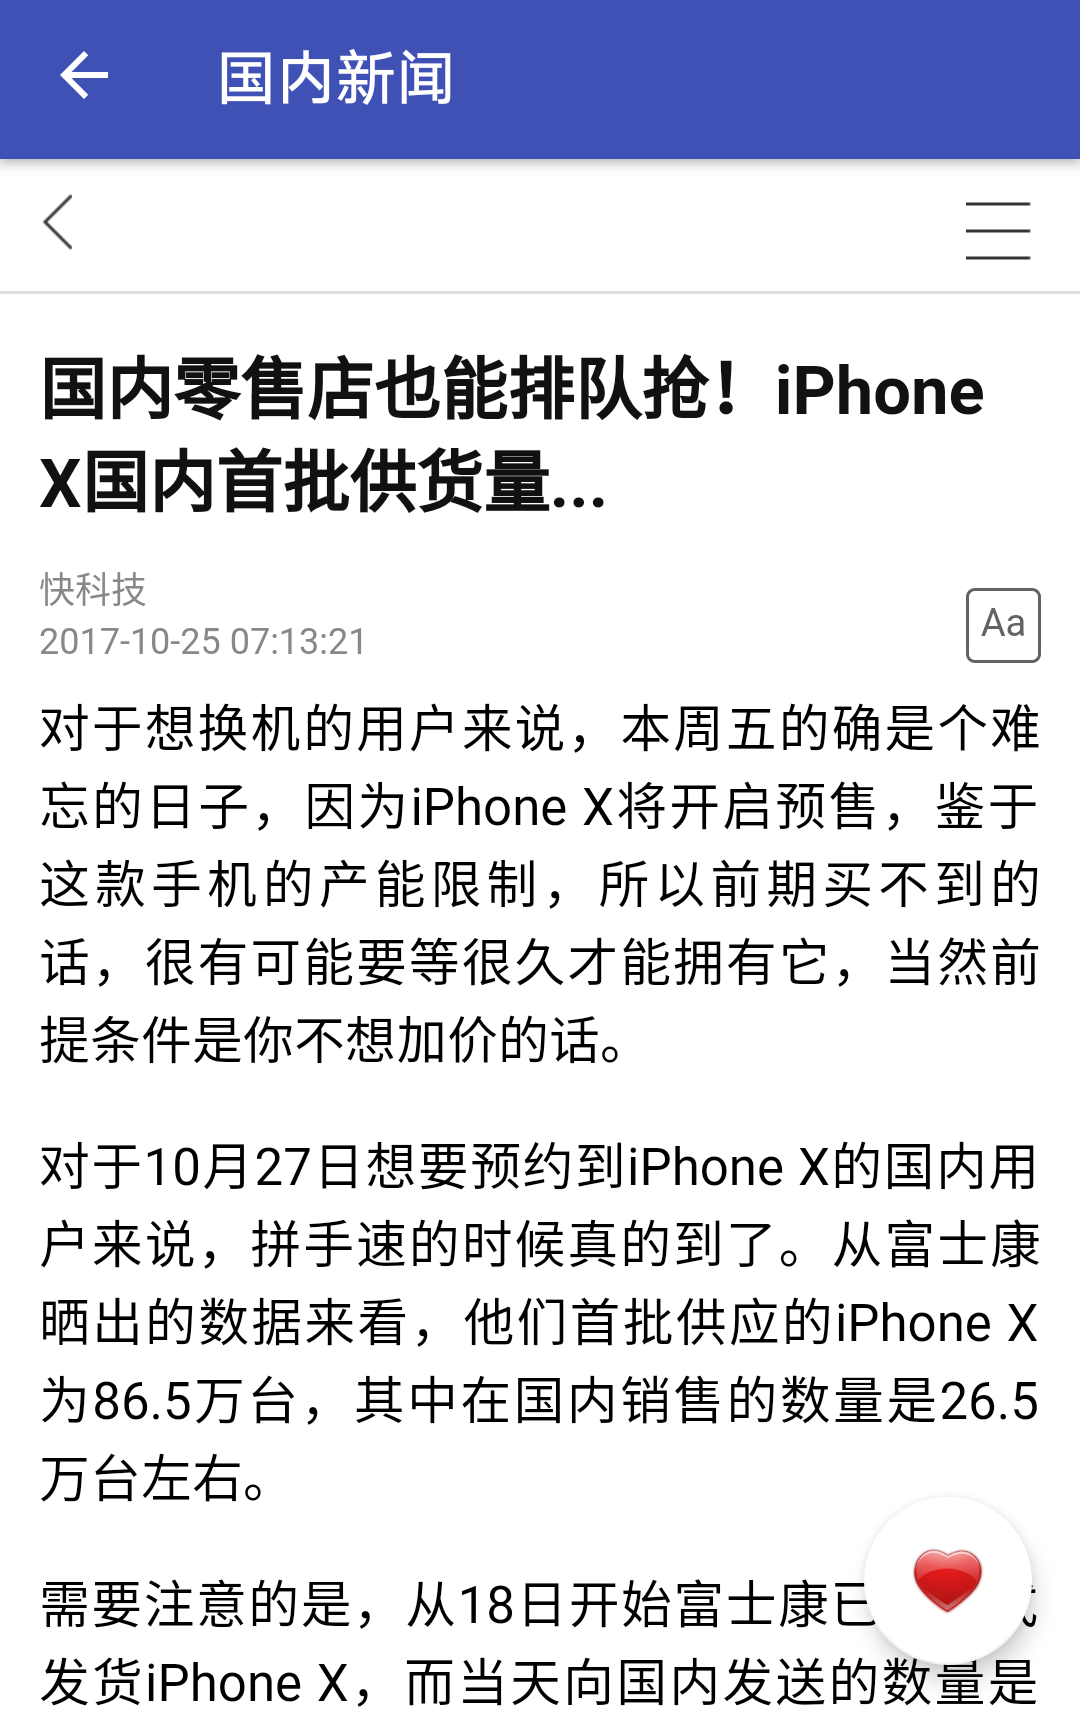 国内新闻
国内零售店也能排队抢！iPhone
X国内首批供货量...
快科技
2017-10-25 07:13:21
Aa
对于想换机的用户来说，本周五的确是个难
忘的日子，因为iPhone X将开启预售，鉴于
这款手机的产能限制，所以前期买不到的
话，很有可能要等很久才能拥有它，当然前
提条件是你不想加价的话。
对于10月27日想要预约到iPhone X的国内用
户来说，拼手速的时候真的到了。从富士康
晒出的数据来看，他们首批供应的iPhone X
为86.5万台，其中在国内销售的数量是26.5
万台左右。
需要注意的是，从18日开始富士康已
发货iPhone X，而当天向国内发送的数量是